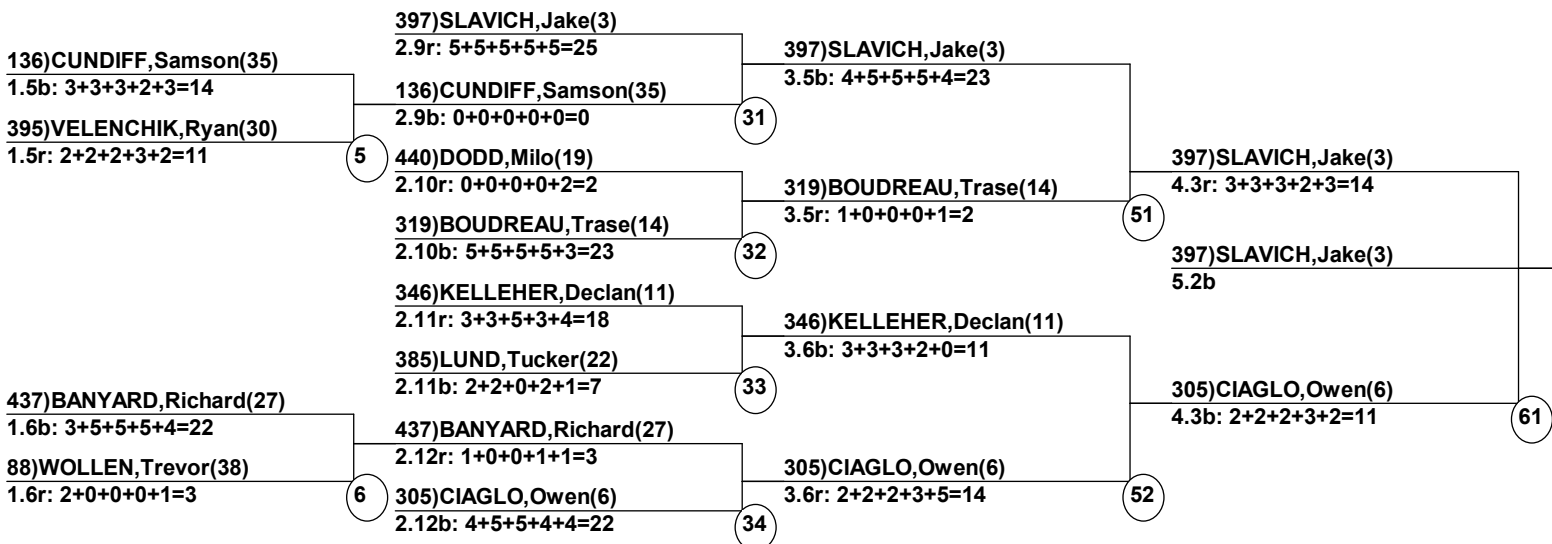 136)CUNDIFF,Samson(35)
1.5b: 3+3+3+2+3=14
395)VELENCHIK,Ryan(30)
1.5r: 2+2+2+3+2=11
5
437)BANYARD,Richard(27)
1.6b: 3+5+5+5+4=22
88)WOLLEN,Trevor(38)
1.6r: 2+0+0+0+1=3
6
397)SLAVICH,Jake(3)
2.9r: 5+5+5+5+5=25
136)CUNDIFF,Samson(35)
2.9b: 0+0+0+0+0=0
31
440)DODD,Milo(19)
2.10r: 0+0+0+0+2=2
319)BOUDREAU,Trase(14)
2.10b: 5+5+5+5+3=23
32
346)KELLEHER,Declan(11)
2.11r: 3+3+5+3+4=18
385)LUND,Tucker(22)
2.11b: 2+2+0+2+1=7
33
437)BANYARD,Richard(27)
2.12r: 1+0+0+1+1=3
305)CIAGLO,Owen(6)
2.12b: 4+5+5+4+4=22
34
397)SLAVICH,Jake(3)
3.5b: 4+5+5+5+4=23
319)BOUDREAU,Trase(14)
3.5r: 1+0+0+0+1=2
51
346)KELLEHER,Declan(11)
3.6b: 3+3+3+2+0=11
305)CIAGLO,Owen(6)
3.6r: 2+2+2+3+5=14
52
397)SLAVICH,Jake(3)
4.3r: 3+3+3+2+3=14
397)SLAVICH,Jake(3)
5.2b
305)CIAGLO,Owen(6)
4.3b: 2+2+2+3+2=11
61